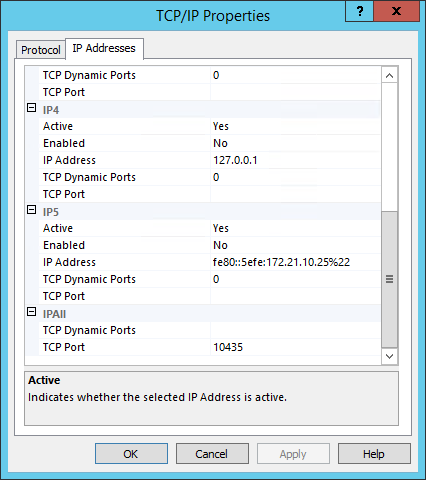 TCP/IP Properties
?
x
Protocol
IP Addresses
TCP Dynamic Ports 0
TCP Port
IP4
Active Yes
Enabled No
IP Address 127.0.0.1
TCP Dynamic Ports 0
TCP Port
IP5
Active Yes
Enabled No
IP Address fe80::5efe:172.21.10.25%22
TCP Dynamic Ports 0
TCP Port
IPAll
TCP Dynamic Ports
TCP Port 10435
Active
Indicates whether the selected IP Address is active.
OK
Cancel
Apply
Help